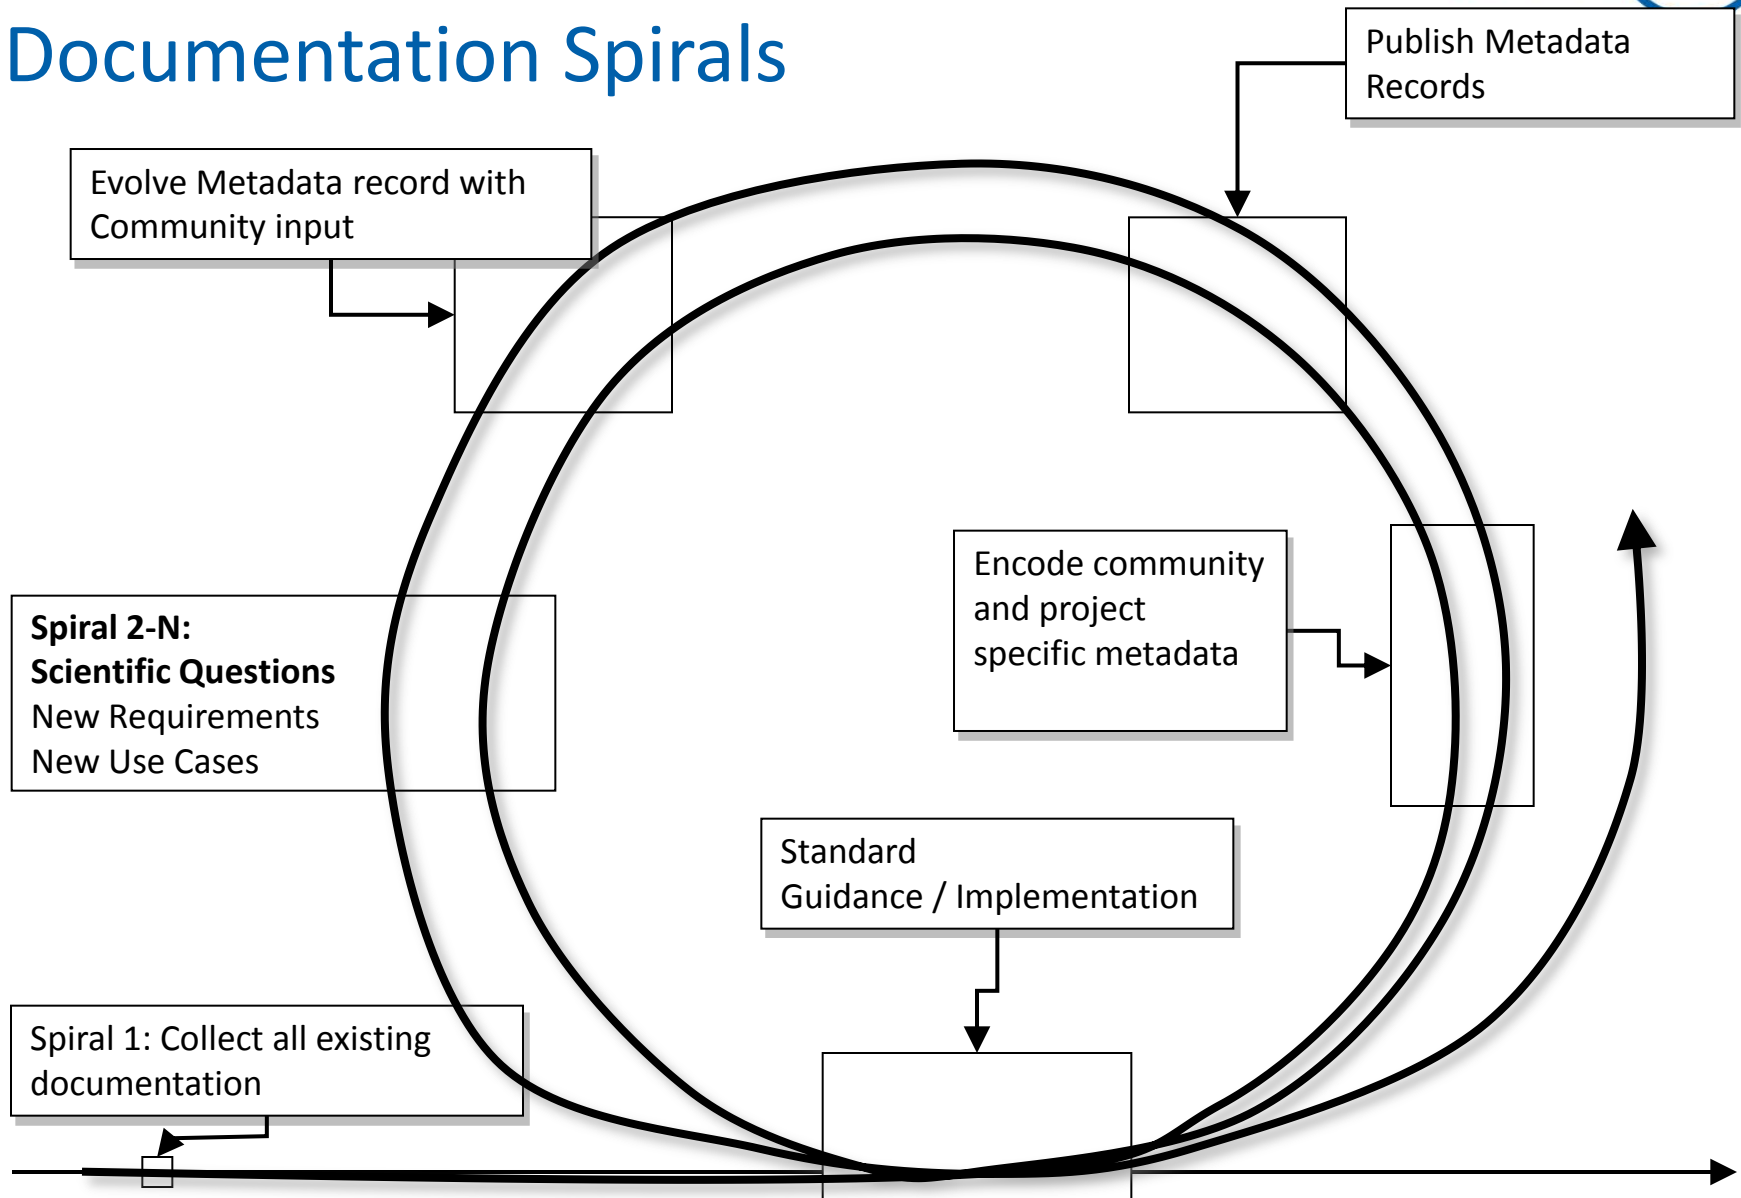 Documentation Spirals
Publish Metadata
Records
Evolve Metadata record with
Community input
Encode community
and project
specific metadata
Spiral 2-N:
Scientific Questions
New Requirements
New Use Cases
Standard
Guidance / Implementation
Spiral 1: Collect all existing
documentation